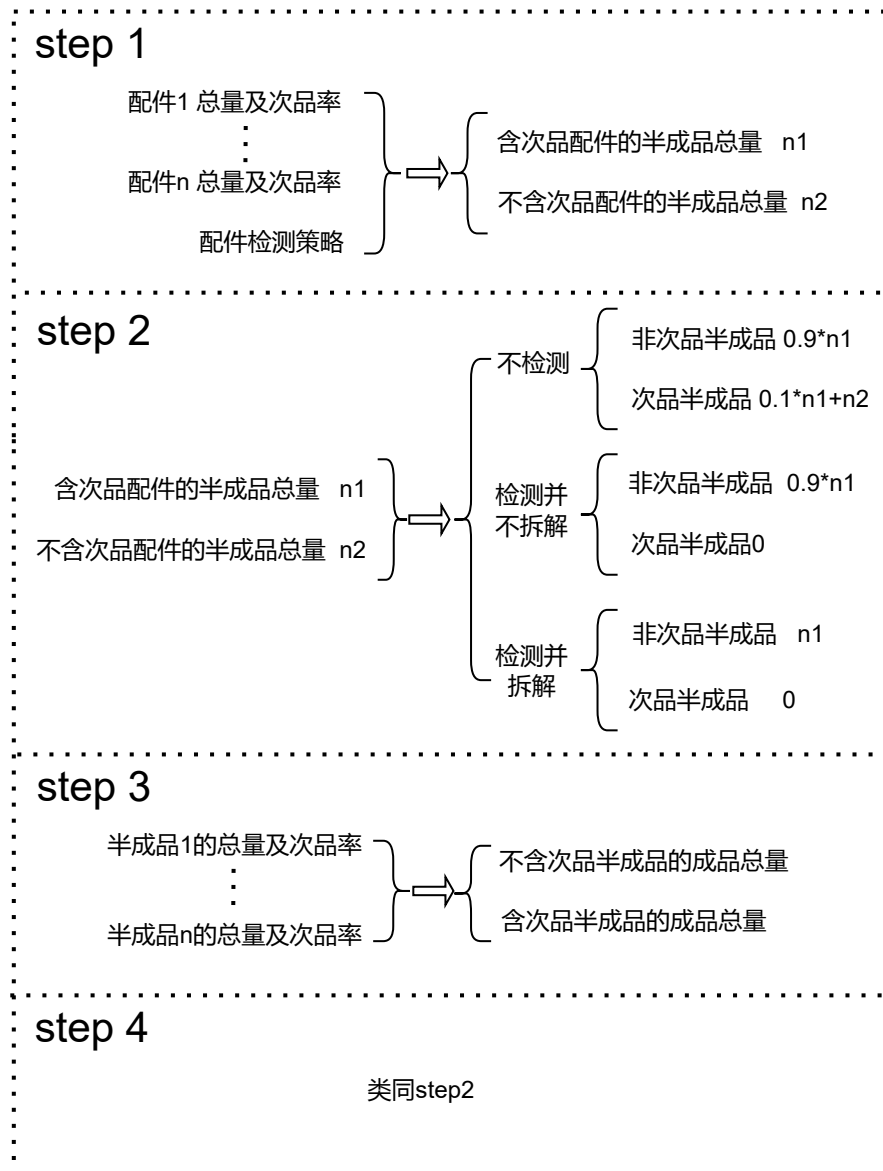 step 1
配件1 总量及次品率
配件n 总量及次品率
配件检测策略
含次品配件的半成品总量 n1
不含次品配件的半成品总量 n2
step 2
含次品配件的半成品总量 n1
不含次品配件的半成品总量 n2
不检测
非次品半成品 0.9*n1
次品半成品 0.1*n1+n2
检测并
不拆解
非次品半成品 0.9*n1
次品半成品0
检测并
拆解
非次品半成品 n1
次品半成品 0
step 3
半成品1的总量及次品率
半成品n的总量及次品率
不含次品半成品的成品总量
含次品半成品的成品总量
step 4
类同step2